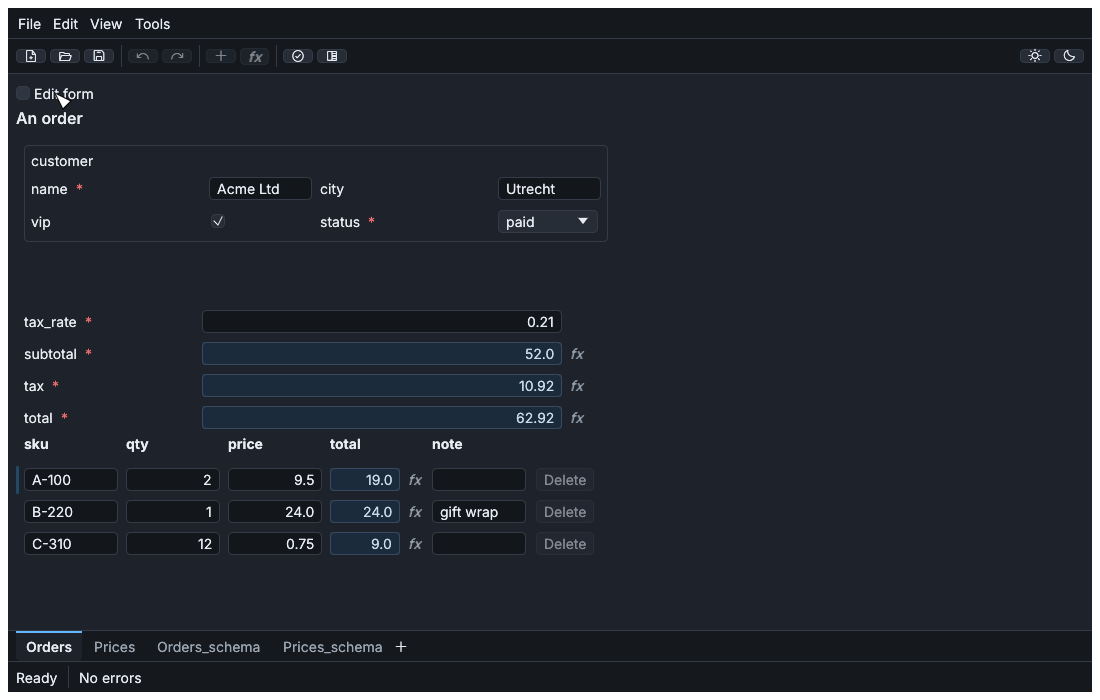 File Edit View Tools
fx
Edit form
An order
customer
name * Acme Ltd city Utrecht
vip status * paid
tax_rate * 0.21
subtotal * 52.0 fx
tax * 10.92 fx
total * 62.92 fx
sku qty price total note
A-100 2 9.5 19.0 fx Delete
B-220 1 24.0 24.0 fx gift wrap Delete
C-310 12 0.75 9.0 fx Delete
Orders Prices Orders_schema Prices_schema +
Ready No errors